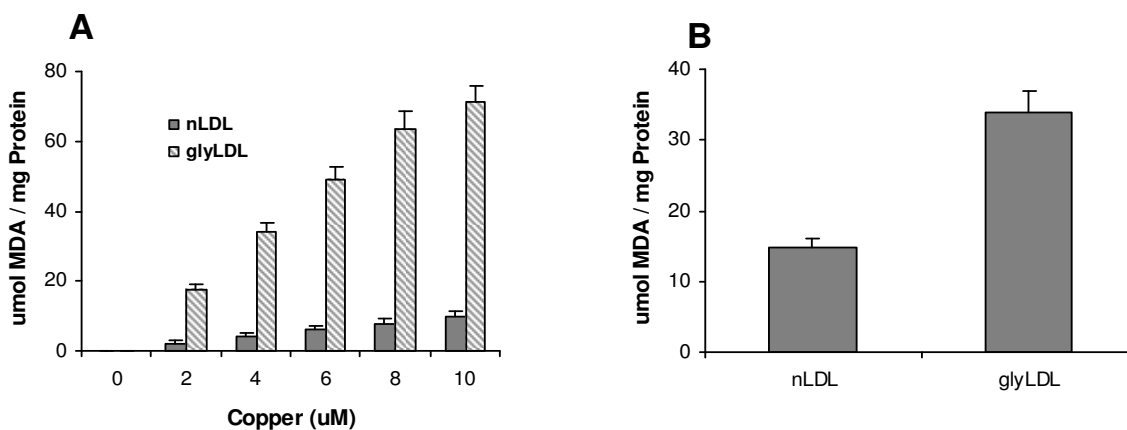 A
umol MDA / mg Protein
80
60
40
20
0
nLDL
glyLDL
0 2 4 6 8 10
Copper (uM)
B
umol MDA / mg Protein
40
30
20
10
0
nLDL glyLDL